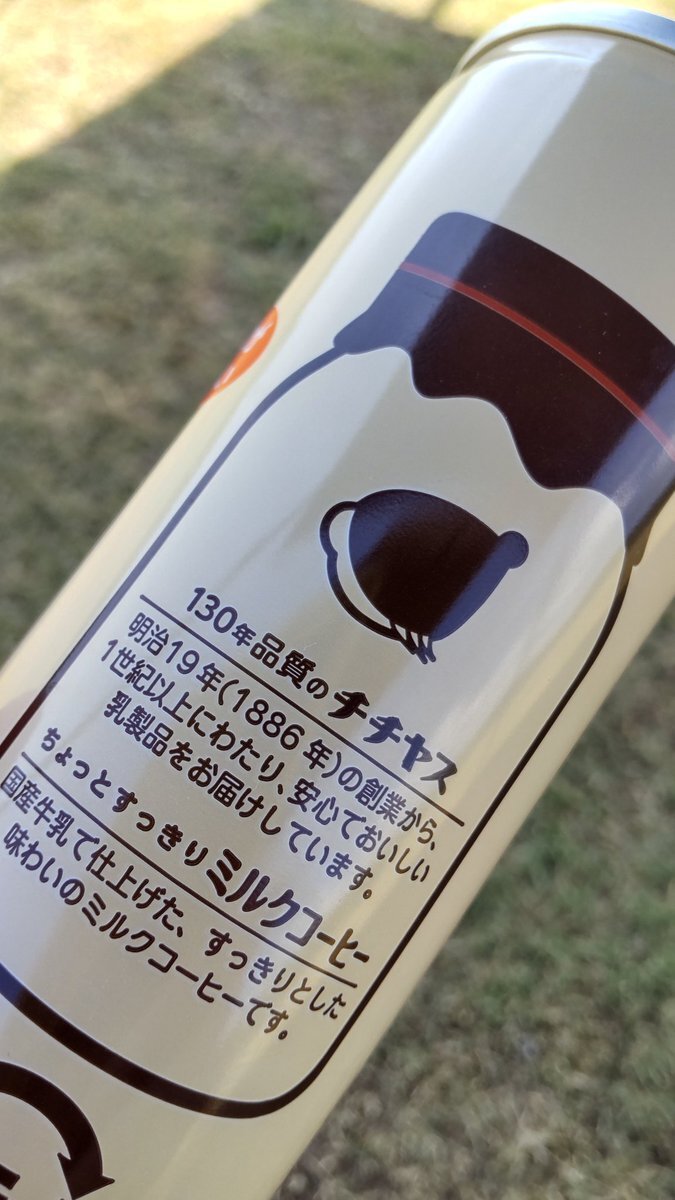 130年品質のチチヤス
明治19年(1886年)の創業から、
1世紀以上にわたり、安心でおいしい
乳製品をお届けしています。
ちょっとすっきりミルクコーヒー
国産牛乳で仕上げた、すっきりとした
味わいのミルクコーヒーです。